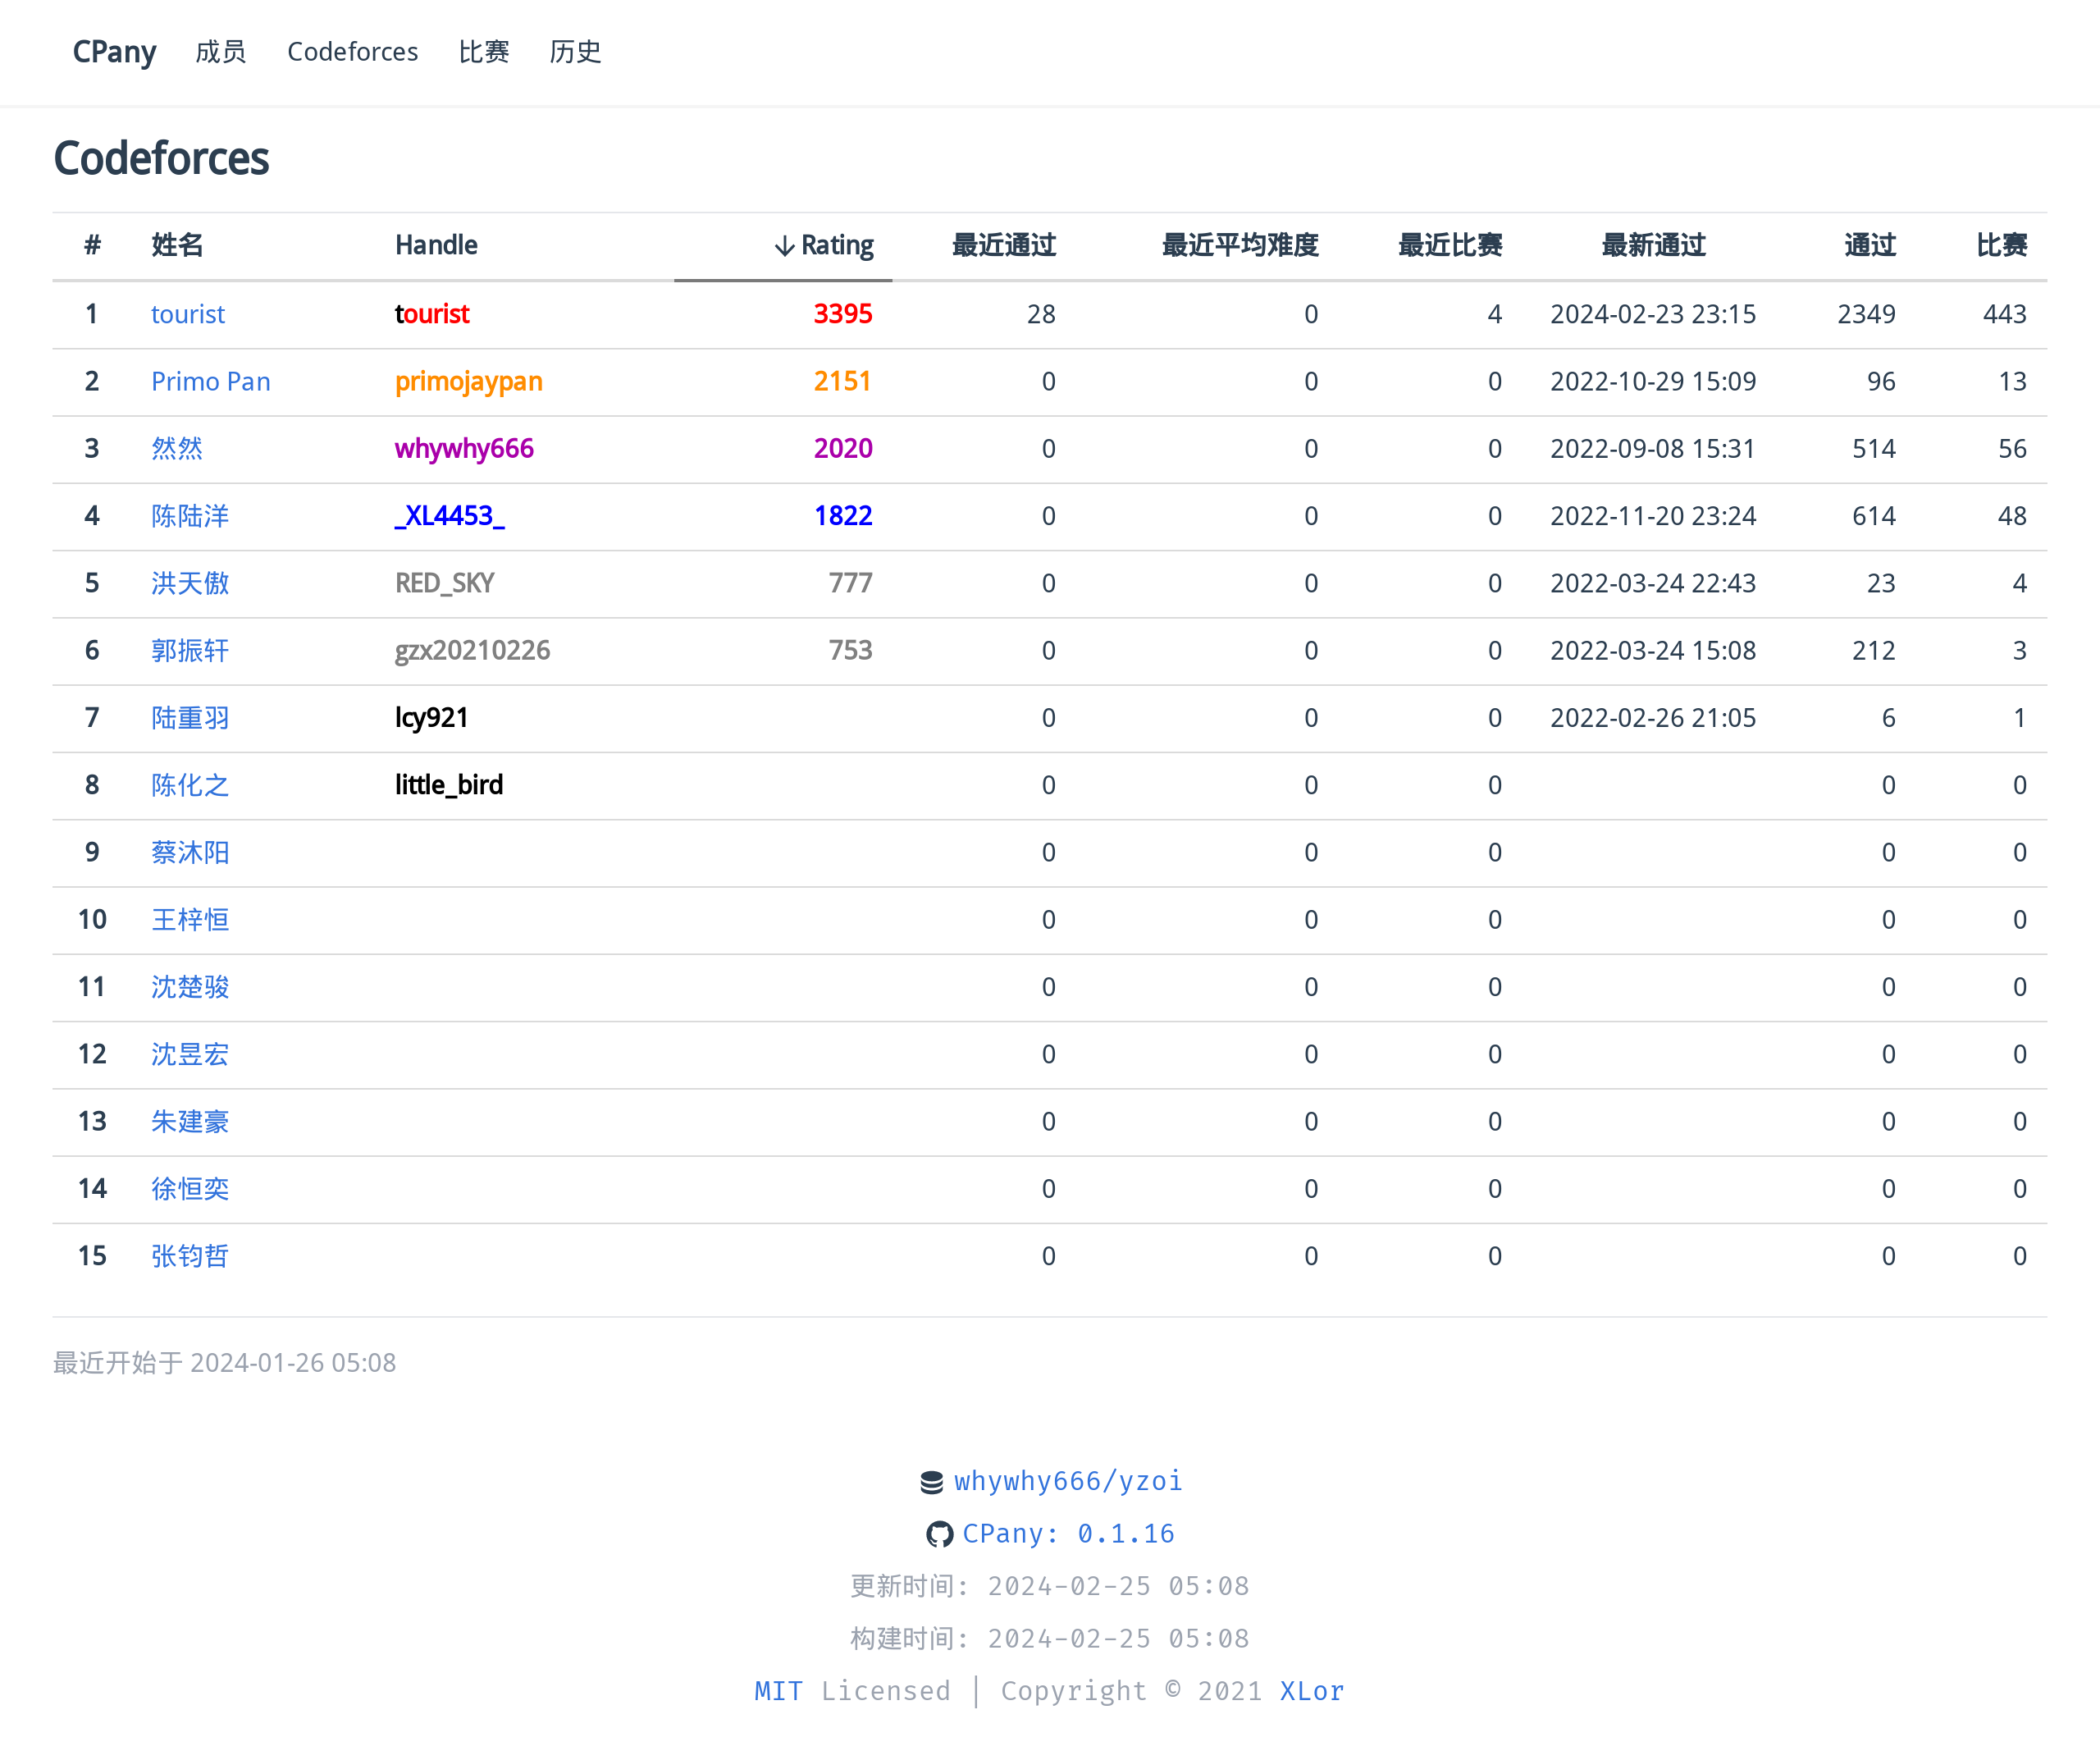 CPany 成员 Codeforces 比赛 历史
Codeforces
# 姓名 Handle ↓ Rating 最近通过 最近平均难度 最近比赛 最新通过 通过 比赛
1 tourist tourist 3395 28 0 4 2024-02-23 23:15 2349 443
2 Primo Pan primojaypan 2151 0 0 0 2022-10-29 15:09 96 13
3 然然 whywhy666 2020 0 0 0 2022-09-08 15:31 514 56
4 陈陆洋 _XL4453_ 1822 0 0 0 2022-11-20 23:24 614 48
5 洪天傲 RED_SKY 777 0 0 0 2022-03-24 22:43 23 4
6 郭振轩 gzx20210226 753 0 0 0 2022-03-24 15:08 212 3
7 陆重羽 lcy921 0 0 0 2022-02-26 21:05 6 1
8 陈化之 little_bird 0 0 0 0 0
9 蔡沐阳 0 0 0 0 0
10 王梓恒 0 0 0 0 0
11 沈楚骏 0 0 0 0 0
12 沈昱宏 0 0 0 0 0
13 朱建豪 0 0 0 0 0
14 徐恒奕 0 0 0 0 0
15 张钧哲 0 0 0 0 0
最近开始于 2024-01-26 05:08
whywhy666/yzoi
CPany: 0.1.16
更新时间: 2024-02-25 05:08
构建时间: 2024-02-25 05:08
MIT Licensed | Copyright © 2021 XLor